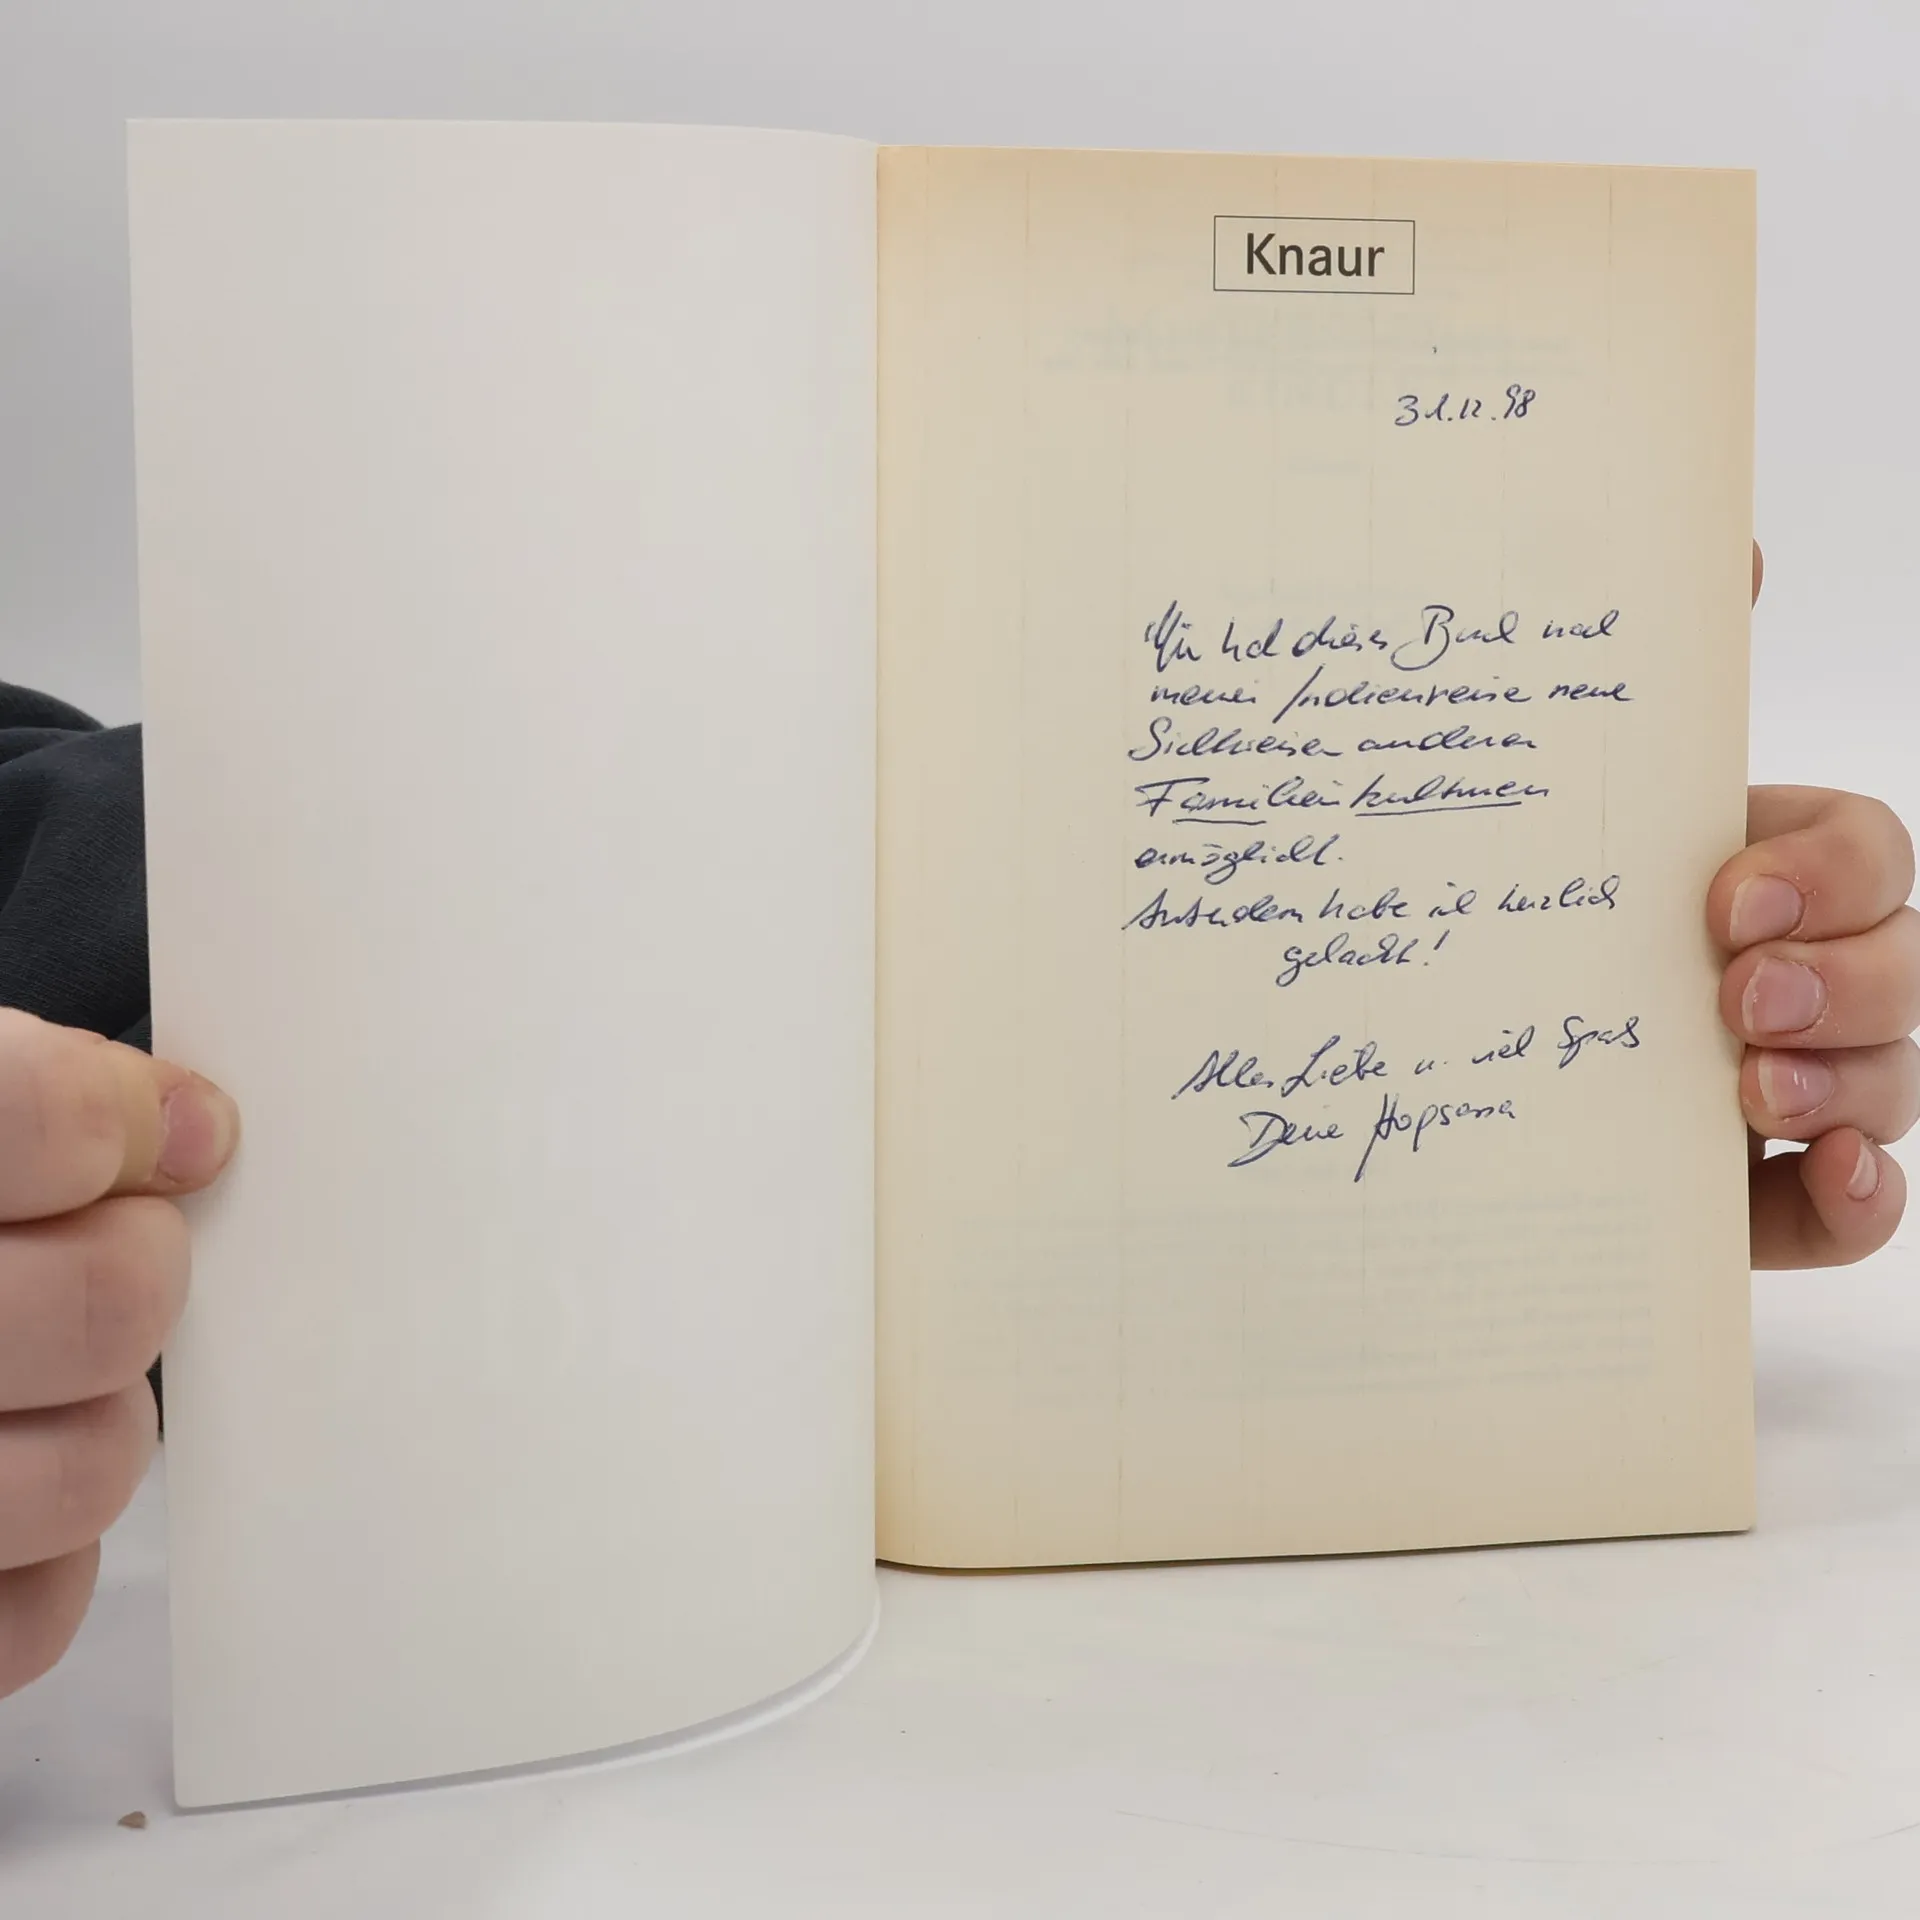 Knaur
31.12.98
Mir hat dieses Buch nach
meiner Indienreise neue
Sichtweisen anderer
Familienkulturen
ermöglicht.
Außerdem habe ich herzlich
gelacht!
Alles Liebe u. viel Spaß
Deine Hopsassa